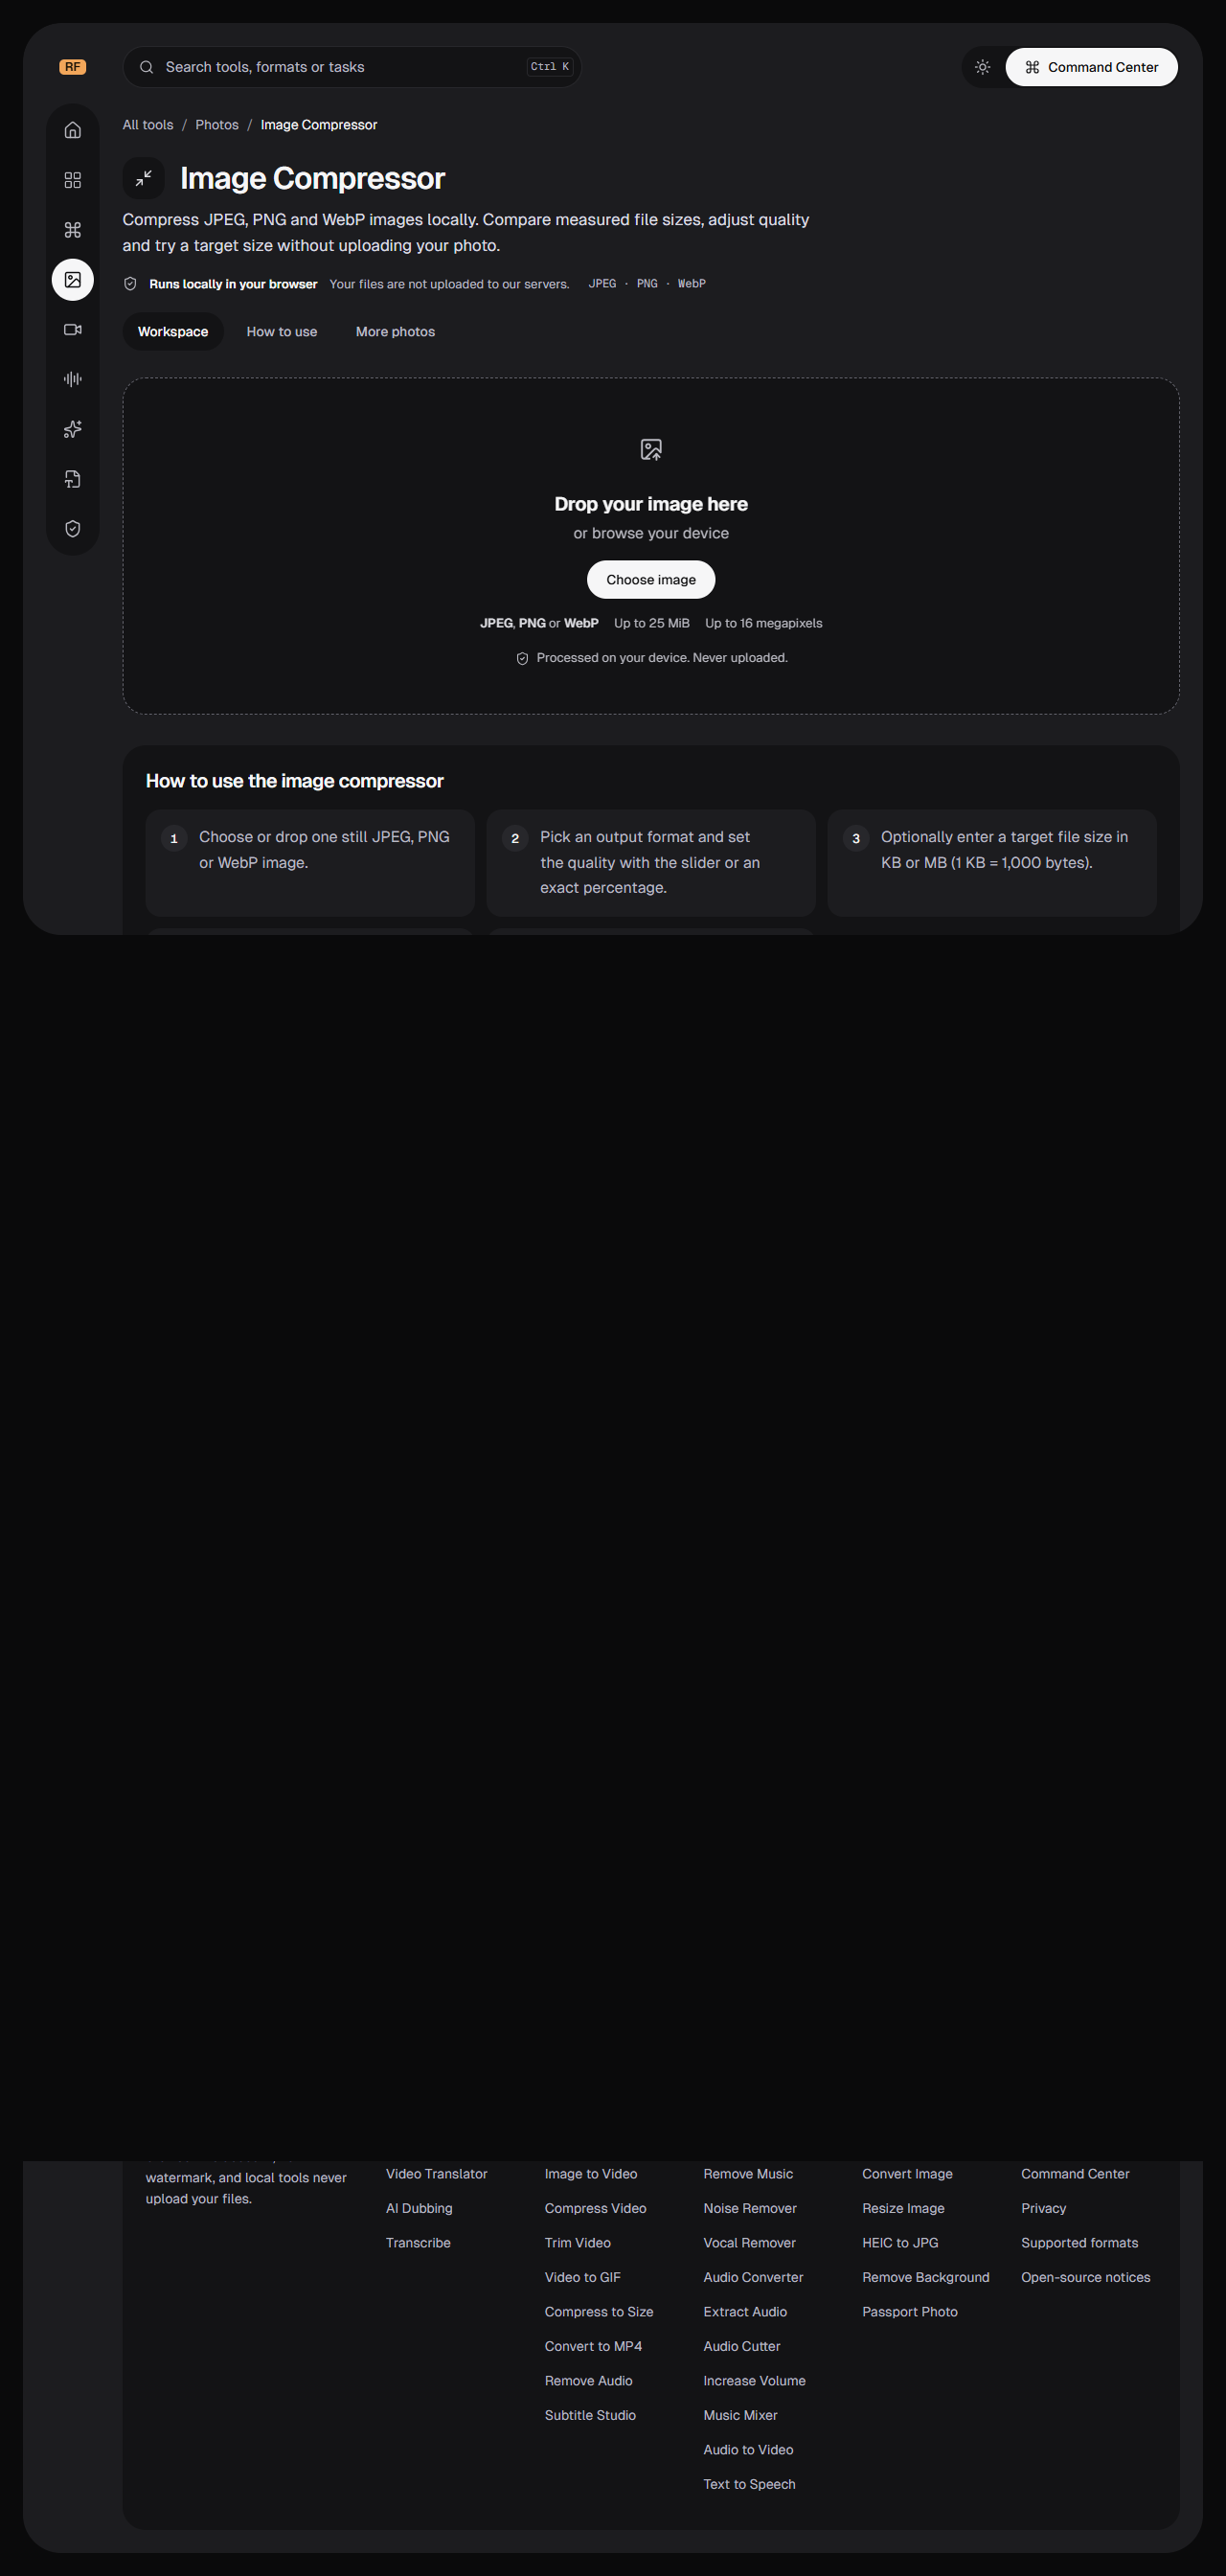 RF
Search tools, formats or tasks
Ctrl K
Command Center
All tools / Photos / Image Compressor
Image Compressor
Compress JPEG, PNG and WebP images locally. Compare measured file sizes, adjust quality
and try a target size without uploading your photo.
Runs locally in your browser Your files are not uploaded to our servers. JPEG · PNG · WebP
Workspace
How to use
More photos
Drop your image here
or browse your device
Choose image
JPEG, PNG or WebP Up to 25 MiB Up to 16 megapixels
Processed on your device. Never uploaded.
How to use the image compressor
1 Choose or drop one still JPEG, PNG
or WebP image.
2 Pick an output format and set
the quality with the slider or an
exact percentage.
3 Optionally enter a target file size in
KB or MB (1 KB = 1,000 bytes).
watermark, and local tools never
upload your files.
Video Translator
AI Dubbing
Transcribe
Image to Video
Compress Video
Trim Video
Video to GIF
Compress to Size
Convert to MP4
Remove Audio
Subtitle Studio
Remove Music
Noise Remover
Vocal Remover
Audio Converter
Extract Audio
Audio Cutter
Increase Volume
Music Mixer
Audio to Video
Text to Speech
Convert Image
Resize Image
HEIC to JPG
Remove Background
Passport Photo
Command Center
Privacy
Supported formats
Open-source notices